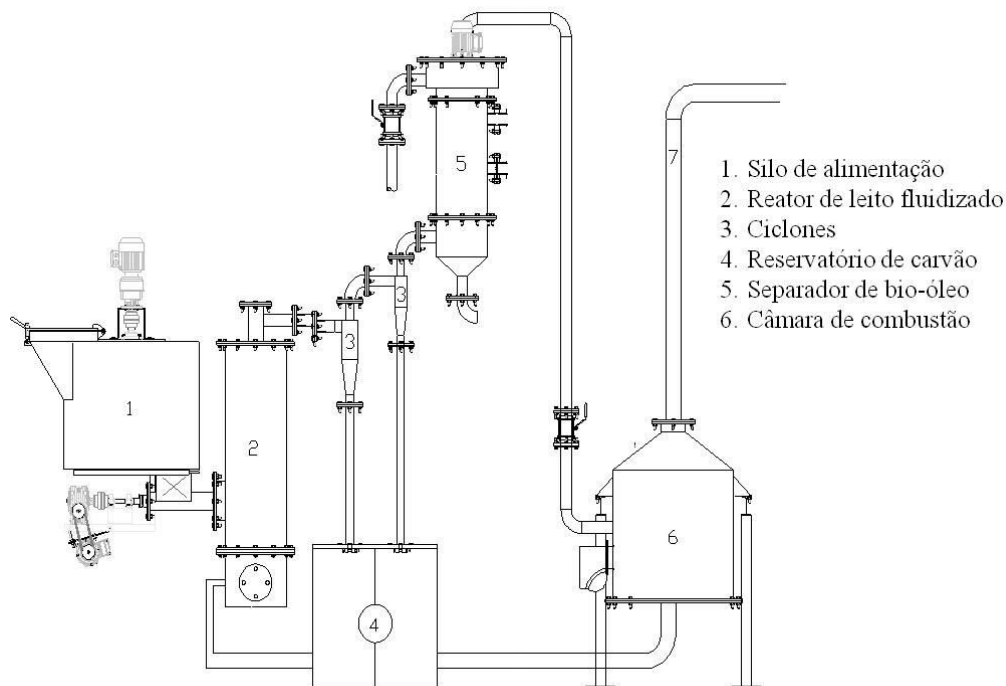 5
7
1. Silo de alimentação
2. Reator de leito fluidizado
3. Ciclones
4. Reservatório de carvão
5. Separador de bio-óleo
6. Câmara de combustão
3
3
1
2
6
4